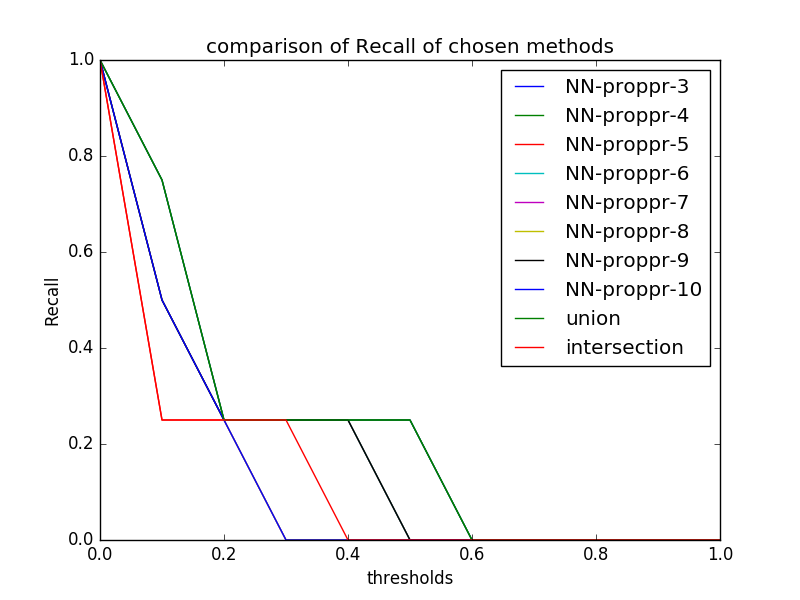 comparison of Recall of chosen methods
1.0
0.8
0.6
0.4
0.2
0.0
Recall
NN-proppr-3
NN-proppr-4
NN-proppr-5
NN-proppr-6
NN-proppr-7
NN-proppr-8
NN-proppr-9
NN-proppr-10
union
intersection
0.0 0.2 0.4 0.6 0.8 1.0
thresholds